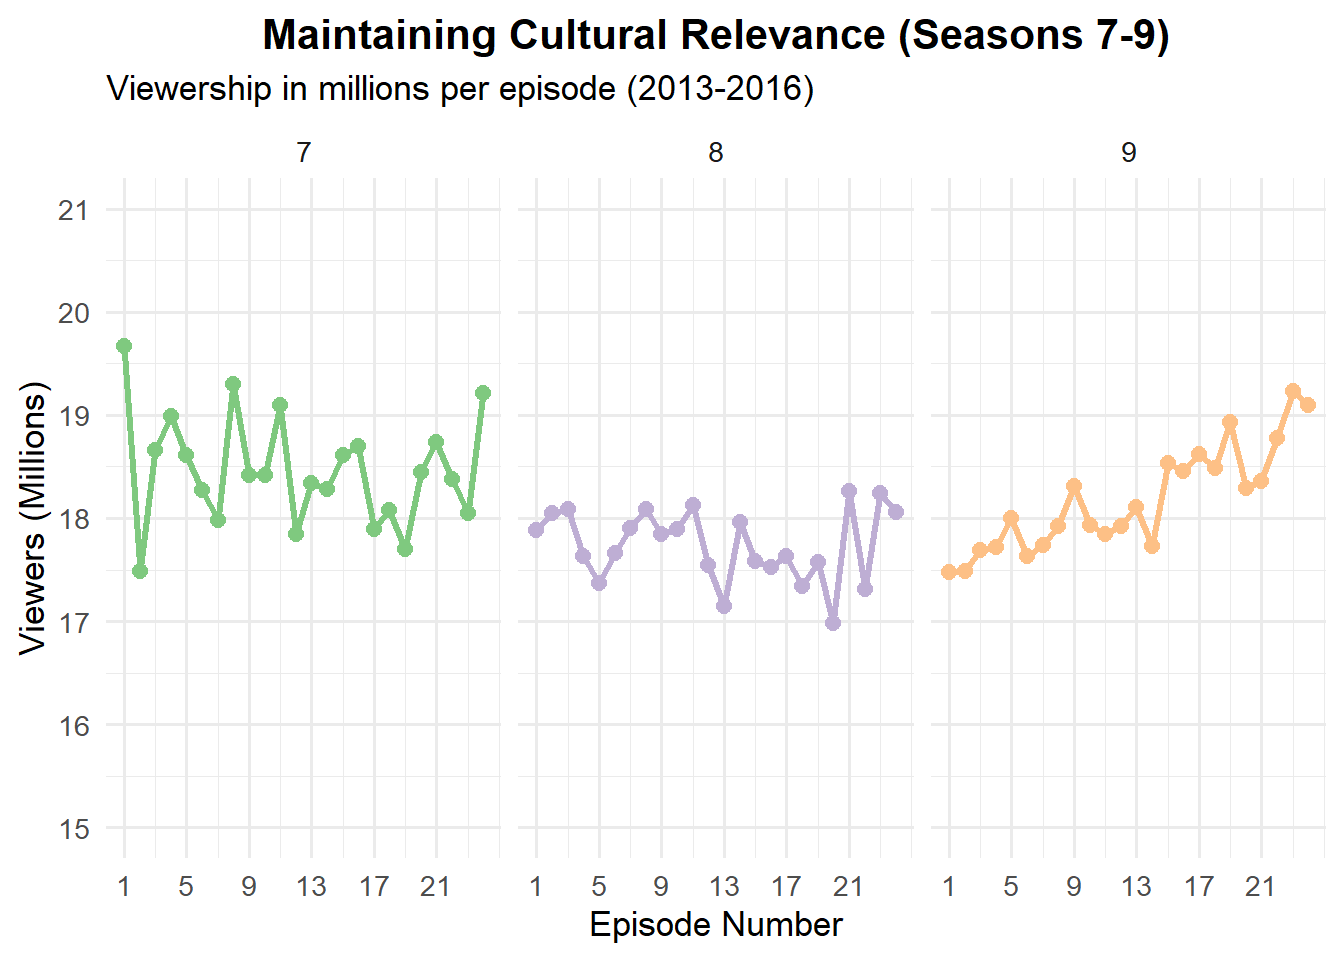 Maintaining Cultural Relevance (Seasons 7-9)
Viewership in millions per episode (2013-2016)
7 8 9
21
20
19
18
17
16
15
Viewers (Millions)
1 5 9 13 17 21 1 5 9 13 17 21 1 5 9 13 17 21
Episode Number